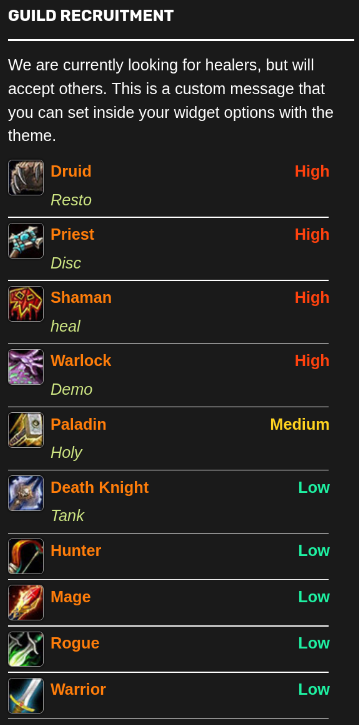 GUILD RECRUITMENT
We are currently looking for healers, but will
accept others. This is a custom message that
you can set inside your widget options with the
theme.
Druid High
Resto
Priest High
Disc
Shaman High
heal
Warlock High
Demo
Paladin Medium
Holy
Death Knight Low
Tank
Hunter Low
Mage Low
Rogue Low
Warrior Low